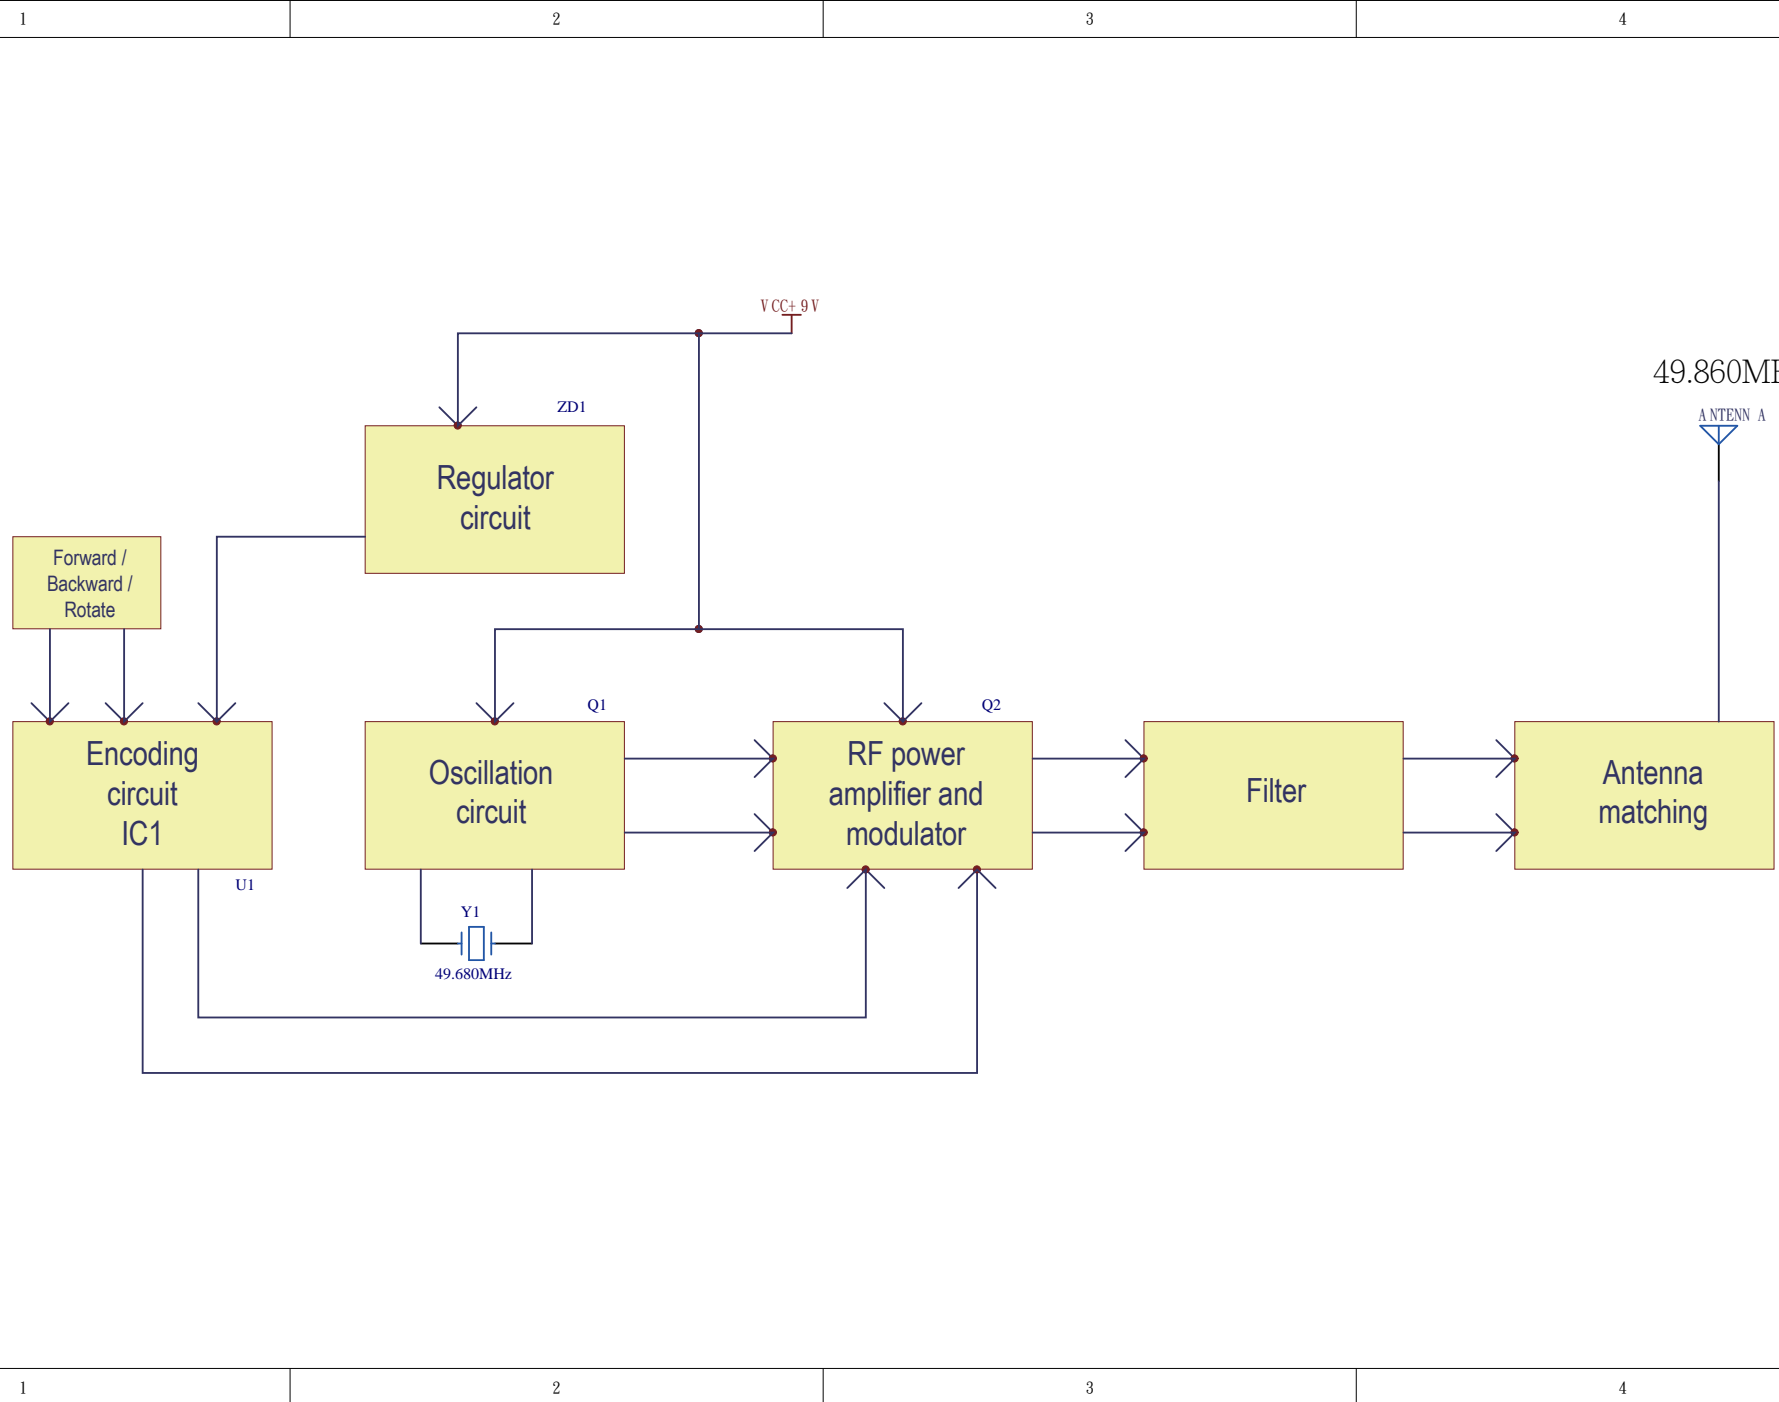 1 2 3 4
VCC+9V
49.860MH
ANTENNA
ZD1
Regulator
circuit
Forward /
Backward /
Rotate
Q1
Q2
Encoding
circuit
IC1
Oscillation
circuit
RF power
amplifier and
modulator
Filter
Antenna
matching
U1
Y1
49.680MHz
1 2 3 4